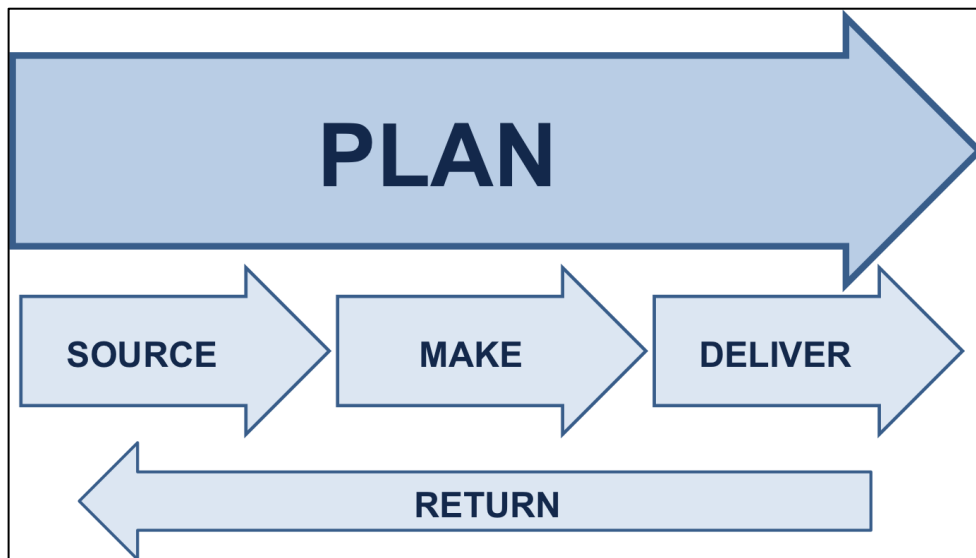 PLAN
SOURCE
MAKE
DELIVER
RETURN